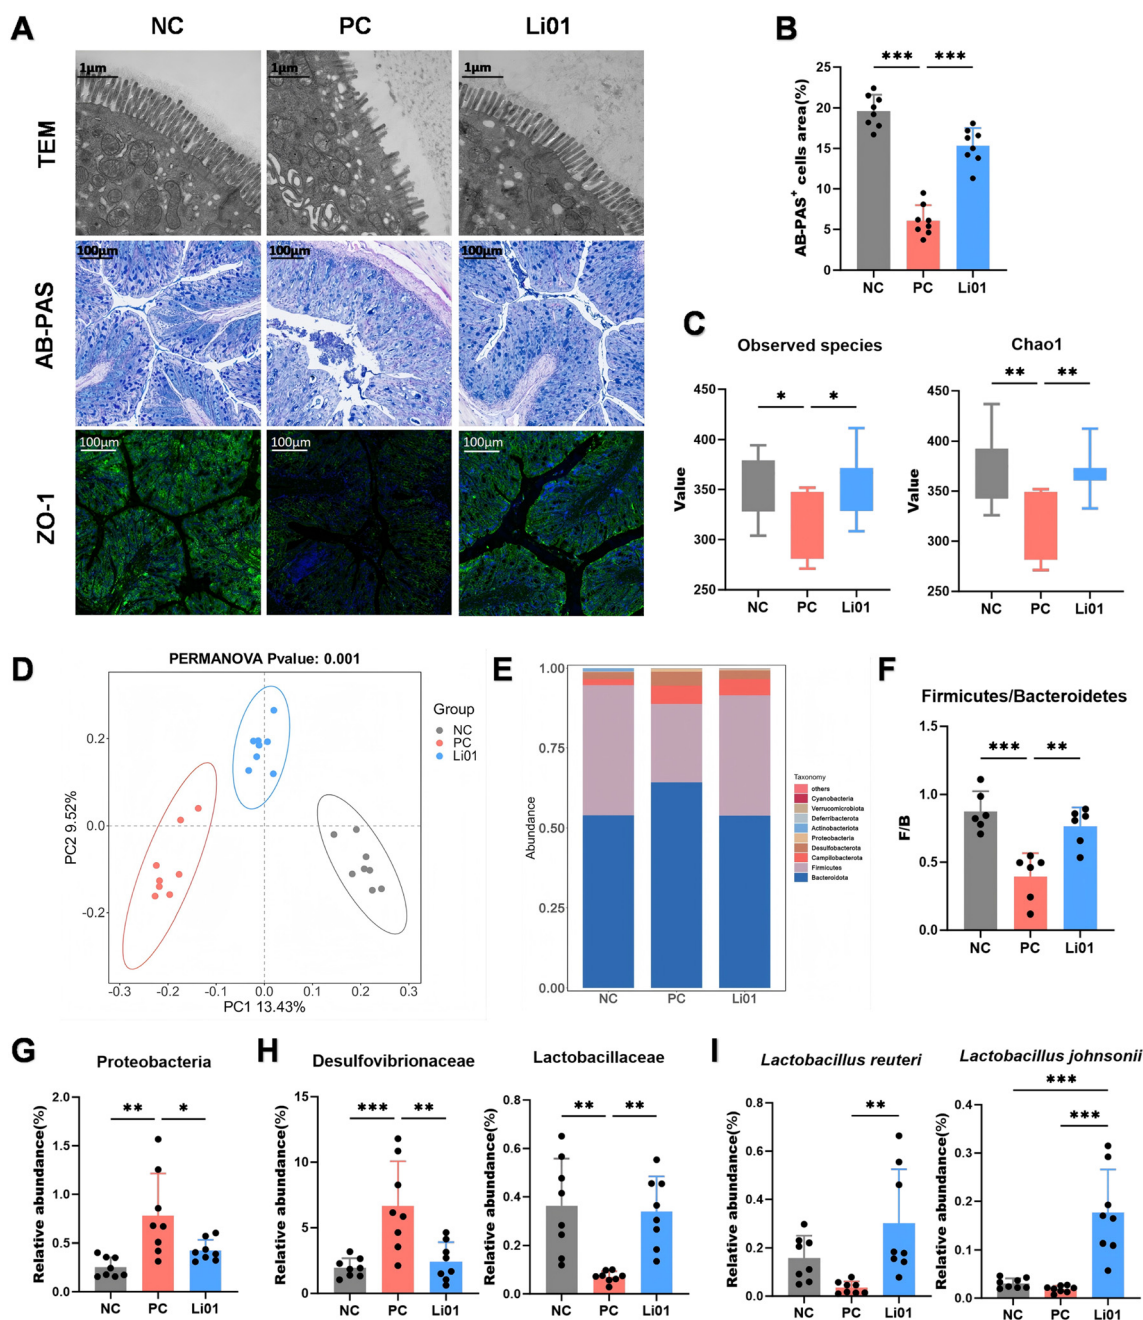 A
NC
PC
Li01
TEM
1μm
1μm
1μm
AB-PAS
100μm
100μm
100μm
ZO-1
100μm
100μm
100μm
B
*** ***
AB-PAS+ cells area(%)
25
20
15
10
5
0
NC PC Li01
C
Observed species
* *
Value
450
400
350
300
250
NC PC Li01
Chao1
** **
Value
450
400
350
300
250
NC PC Li01
D
PERMANOVA Pvalue: 0.001
PC2 9.52%
0.2
0.0
-0.2
-0.3 -0.2 -0.1 0.0 0.1 0.2 0.3
PC1 13.43%
Group
NC
PC
Li01
E
Abundance
1.00
0.75
0.50
0.25
0.00
NC PC Li01
Taxonomy
others
Cyanobacteria
Verrucomicrobiota
Deferribacterota
Actinobacteriota
Proteobacteria
Desulfobacterota
Campilobacterota
Firmicutes
Bacteroidota
F
Firmicutes/Bacteroidetes
*** **
F/B
1.5
1.0
0.5
0.0
NC PC Li01
G
Proteobacteria
** *
Relative abundance(%)
2.0
1.5
1.0
0.5
0.0
NC PC Li01
H
Desulfovibrionaceae
*** **
Relative abundance(%)
15
10
5
0
NC PC Li01
Lactobacillaceae
** **
Relative abundance(%)
0.8
0.6
0.4
0.2
0.0
NC PC Li01
I
Lactobacillus reuteri
**
Relative abundance(%)
0.8
0.6
0.4
0.2
0.0
NC PC Li01
Lactobacillus johnsonii
***
***
Relative abundance(%)
0.4
0.3
0.2
0.1
0.0
NC PC Li01